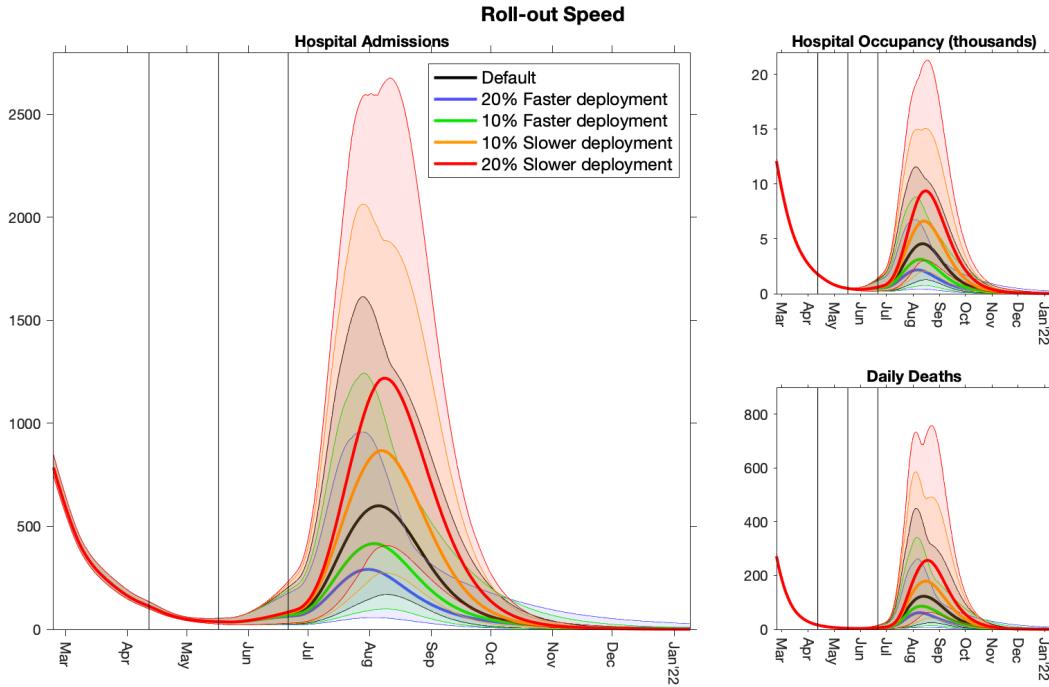 Roll-out Speed
Hospital Admissions
2500
2000
1500
1000
500
0
Mar Apr May Jun Jul Aug Sep Oct Nov Dec Jan'22
Default
20% Faster deployment
10% Faster deployment
10% Slower deployment
20% Slower deployment
Hospital Occupancy (thousands)
20
15
10
5
0
Mar Apr May Jun Jul Aug Sep Oct Nov Dec Jan'22
Daily Deaths
800
600
400
200
0
Mar Apr May Jun Jul Aug Sep Oct Nov Dec Jan'22